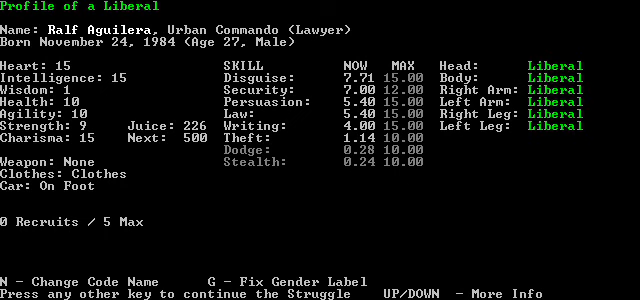 Profile of a Liberal
Name: Ralf Aguilera, Urban Commando (Lawyer)
Born November 24, 1984 (Age 27, Male)
Heart: 15 SKILL NOW MAX Head: Liberal
Intelligence: 15 Disguise: 7.71 15.00 Body: Liberal
Wisdom: 1 Security: 7.00 12.00 Right Arm: Liberal
Health: 10 Persuasion: 5.40 15.00 Left Arm: Liberal
Agility: 10 Law: 5.40 15.00 Right Leg: Liberal
Strength: 9 Juice: 226 Writing: 4.00 15.00 Left Leg: Liberal
Charisma: 15 Next: 500 Theft: 1.14 10.00
Dodge: 0.28 10.00
Weapon: None Stealth: 0.24 10.00
Clothes: Clothes
Car: On Foot
0 Recruits / 5 Max
N - Change Code Name G - Fix Gender Label
Press any other key to continue the Struggle UP/DOWN - More Info